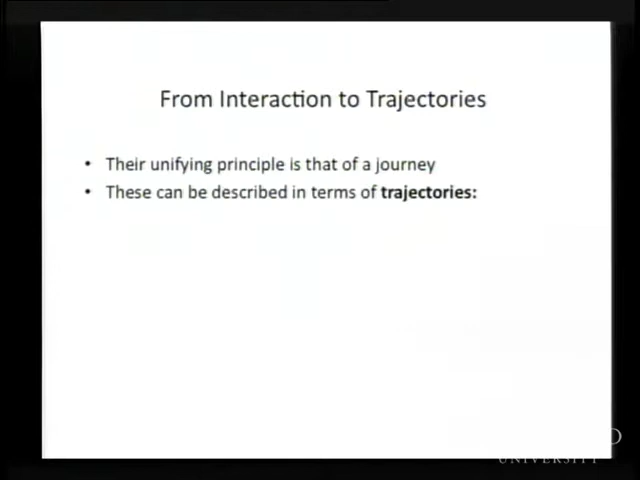 From Interaction to Trajectories
• Their unifying principle is that of a journey
• These can be described in terms of trajectories:
UNIVERSITY